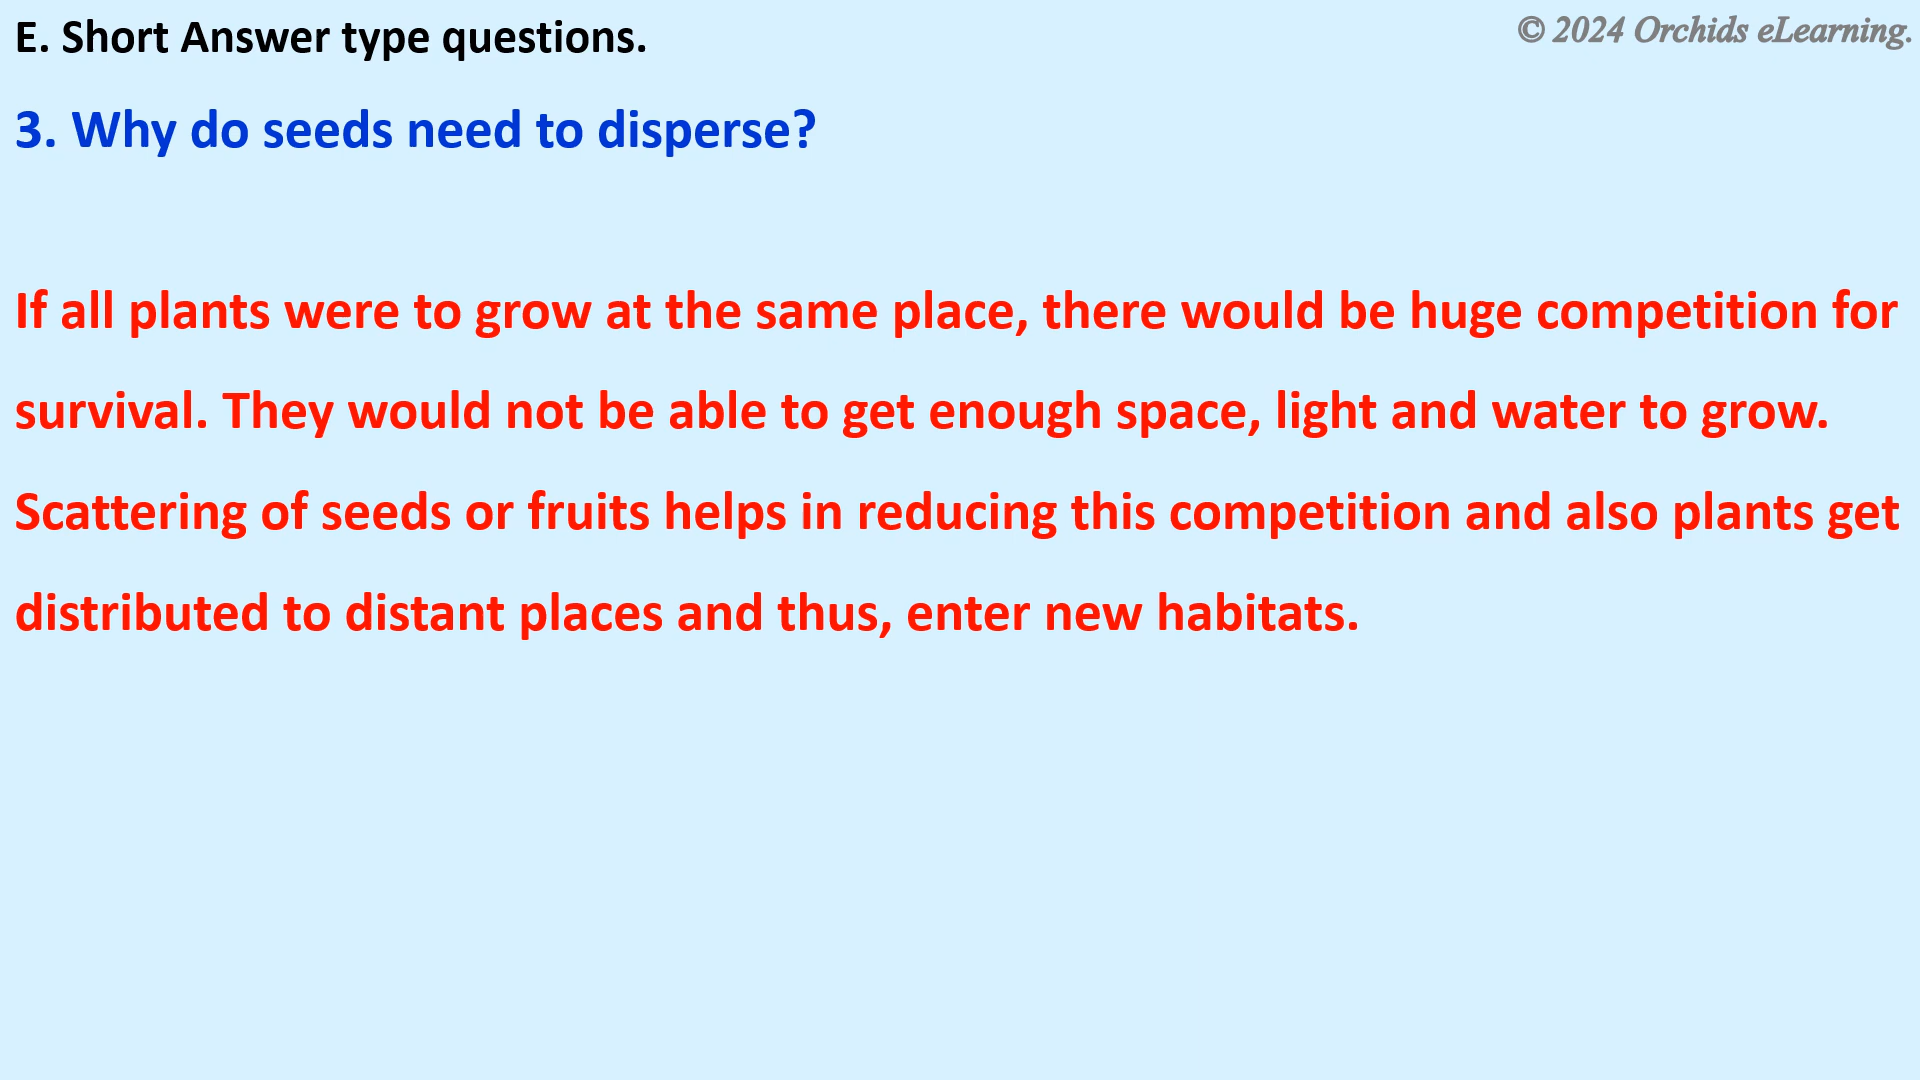 E. Short Answer type questions.
© 2024 Orchids eLearning.
3. Why do seeds need to disperse?
If all plants were to grow at the same place, there would be huge competition for
survival. They would not be able to get enough space, light and water to grow.
Scattering of seeds or fruits helps in reducing this competition and also plants get
distributed to distant places and thus, enter new habitats.